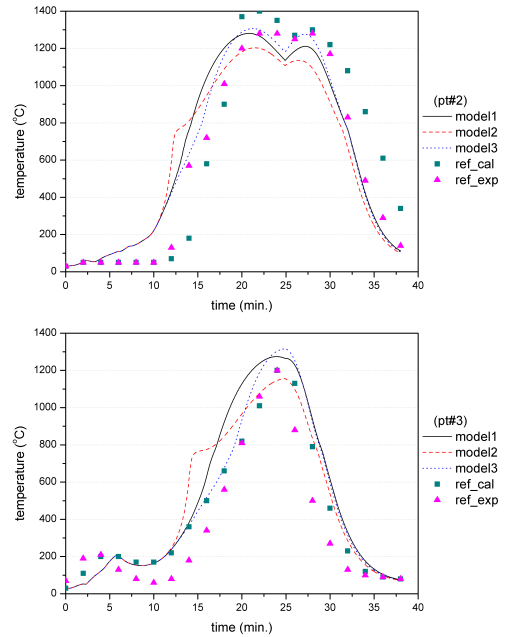 1400
1200
1000
800
600
400
200
0
temperature (°C)
0 5 10 15 20 25 30 35 40
time (min.)
(pt#2)
model1
model2
model3
ref_cal
ref_exp
1400
1200
1000
800
600
400
200
0
temperature (°C)
0 5 10 15 20 25 30 35 40
time (min.)
(pt#3)
model1
model2
model3
ref_cal
ref_exp